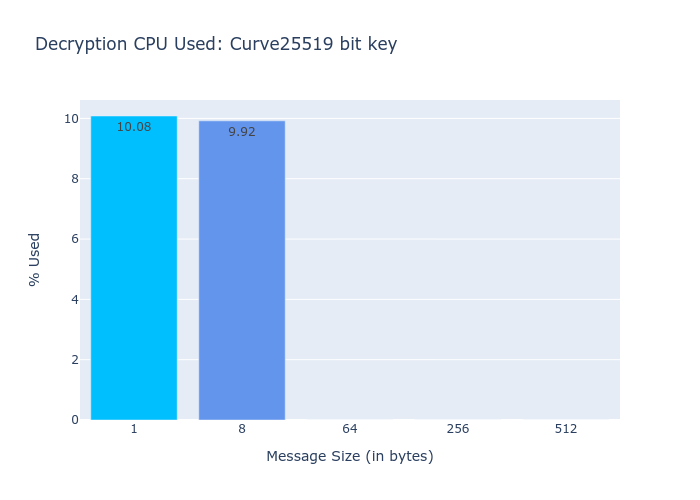 Decryption CPU Used: Curve25519 bit key
10
8
6
4
2
0
% Used
10.08
9.92
1 8 64 256 512
Message Size (in bytes)